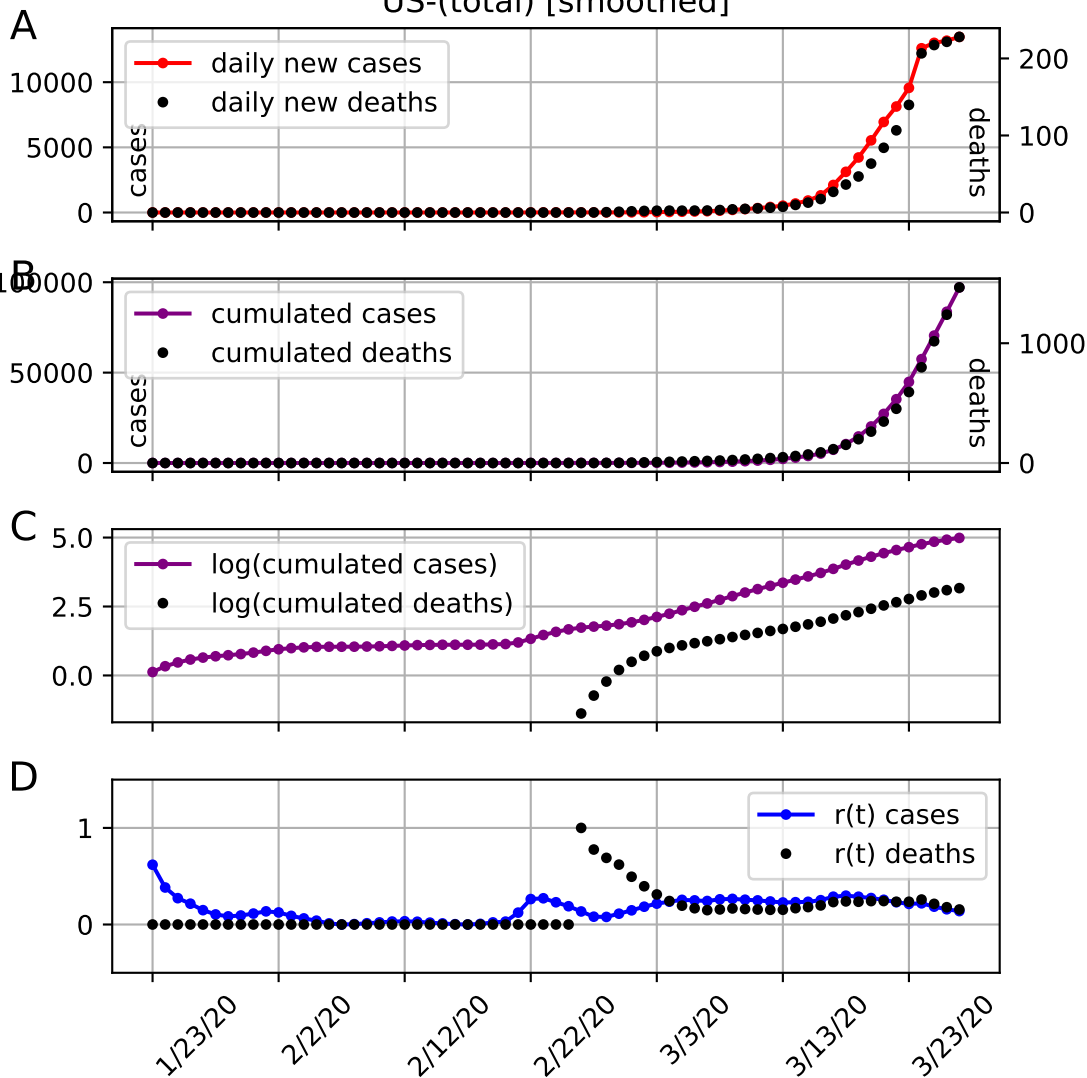 US-(total) [smoothed]
A
daily new cases
daily new deaths
10000
5000
0
cases
200
100
0
deaths
B
100000
50000
0
cumulated cases
cumulated deaths
cases
1000
0
deaths
C
5.0
2.5
0.0
log(cumulated cases)
log(cumulated deaths)
D
1
0
r(t) cases
r(t) deaths
1/23/20
2/2/20
2/12/20
2/22/20
3/3/20
3/13/20
3/23/20